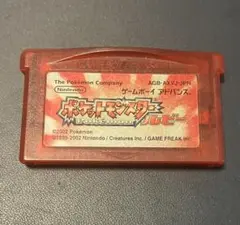 The Pokémon Company AGB-AXVJ-JPN
Nintendo ゲームボーイ アドバンス
ポケットモンスター
ルビー
©2002 Pokémon
©1995-2002 Nintendo / Creatures inc. / GAME FREAK inc.